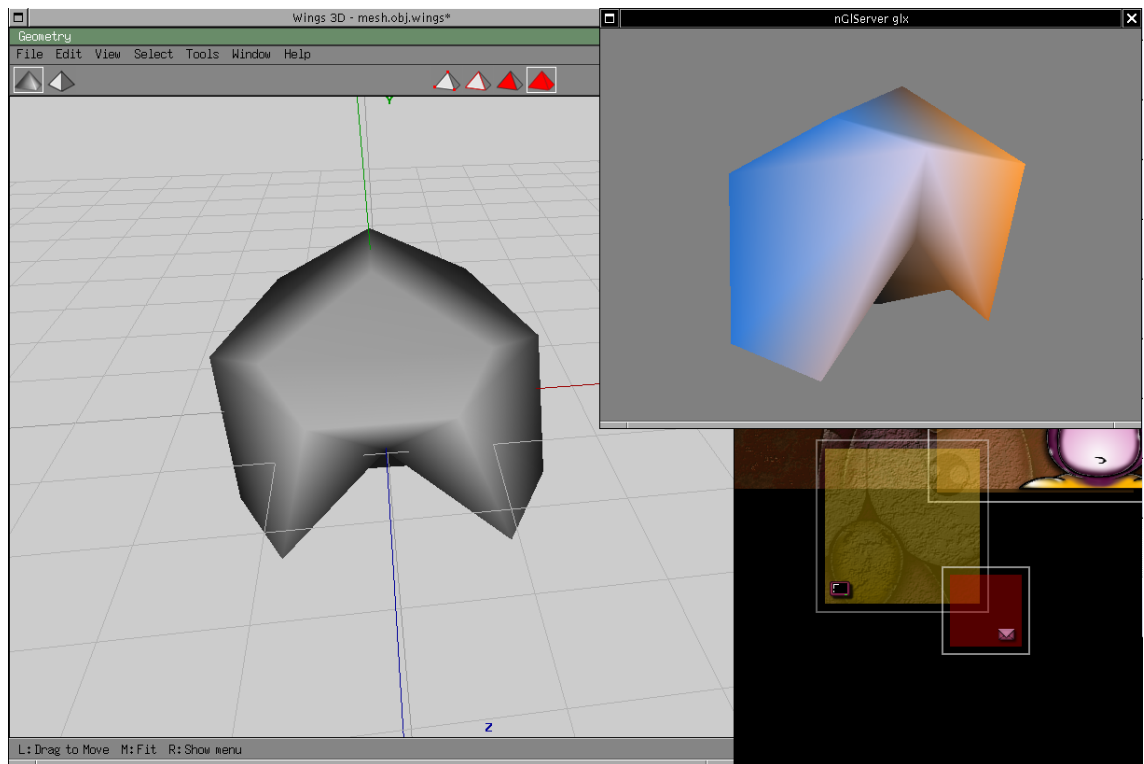 Wings 3D - mesh.obj.wings*
nGlServer glx
Geometry
File Edit View Select Tools Window Help
Y
Z
L:Drag to Move M:Fit R:Show menu